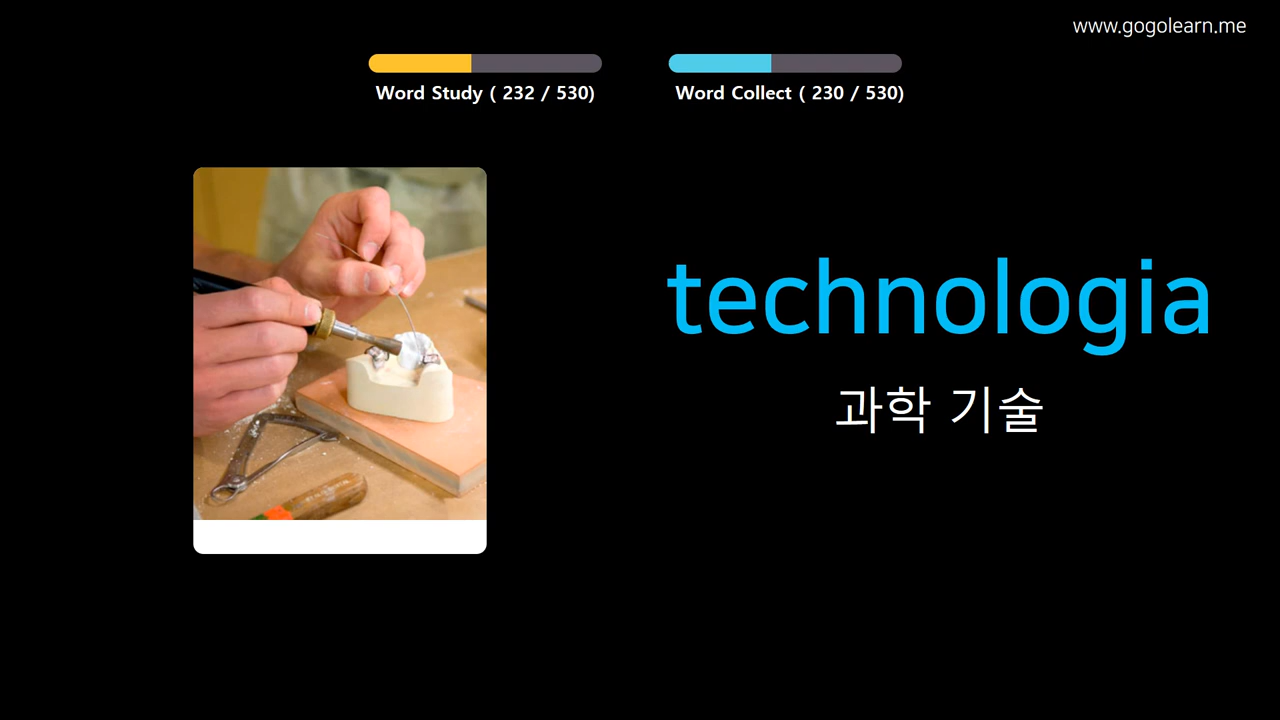 www.gogolearn.me
Word Study ( 232 / 530)
Word Collect ( 230 / 530)
technologia
과학 기술